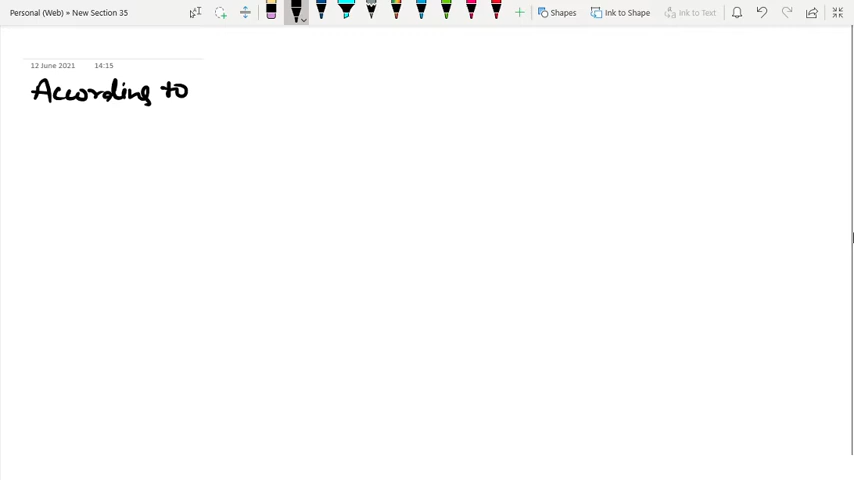 Personal (Web) » New Section 35
Shapes
Ink to Shape
Ink to Text
12 June 2021 14:15
According to